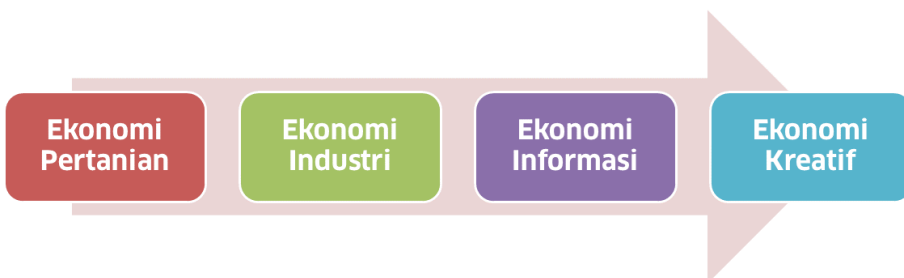 Ekonomi
Pertanian
Ekonomi
Industri
Ekonomi
Informasi
Ekonomi
Kreatif